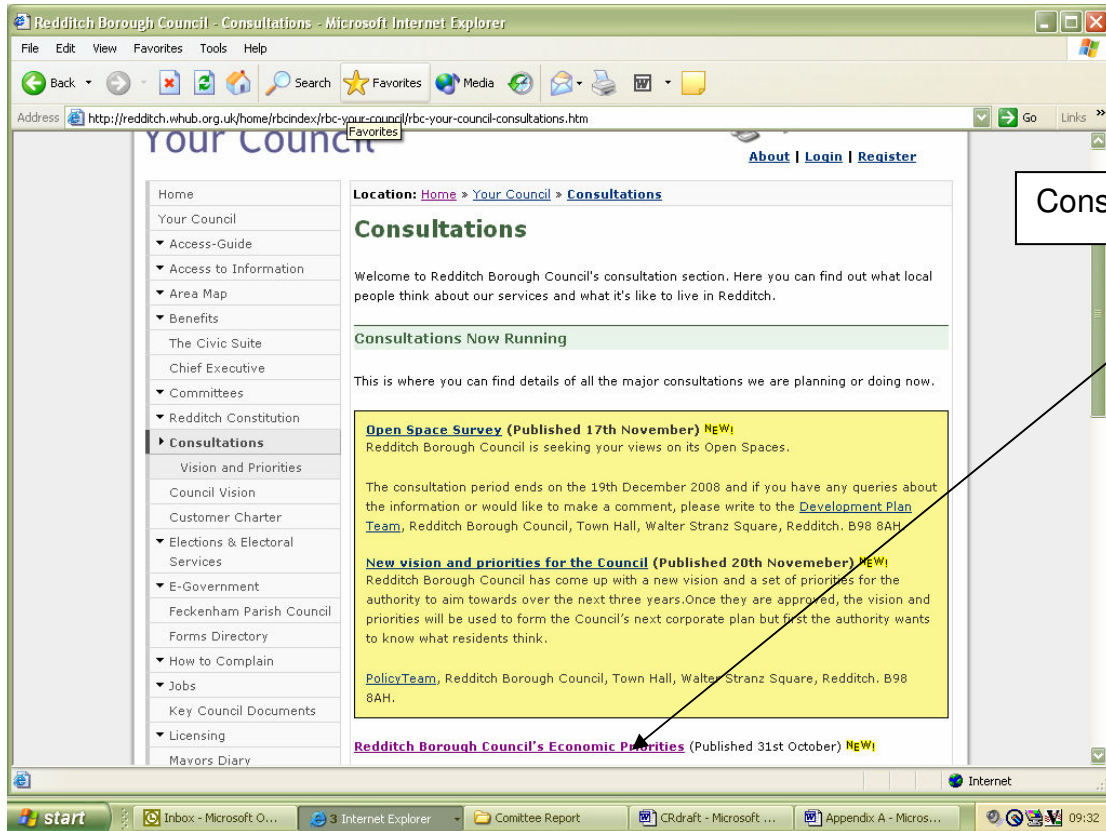 Redditch Borough Council - Consultations - Microsoft Internet Explorer
File Edit View Favorites Tools Help
Back Search Favorites Media
Address http://redditch.whub.org.uk/home/rbcindex/rbc-your-council/rbc-your-council-consultations.htm Go Links »
Favorites
Your Council
About | Login | Register
Home
Your Council
Access-Guide
Access to Information
Area Map
Benefits
The Civic Suite
Chief Executive
Committees
Redditch Constitution
Consultations
Vision and Priorities
Council Vision
Customer Charter
Elections & Electoral
Services
E-Government
Feckenham Parish Council
Forms Directory
How to Complain
Jobs
Key Council Documents
Licensing
Mayors Diary
Location: Home » Your Council » Consultations
Consultations
Welcome to Redditch Borough Council's consultation section. Here you can find out what local
people think about our services and what it's like to live in Redditch.
Consultations Now Running
This is where you can find details of all the major consultations we are planning or doing now.
Open Space Survey (Published 17th November) NEW!
Redditch Borough Council is seeking your views on its Open Spaces.
The consultation period ends on the 19th December 2008 and if you have any queries about
the information or would like to make a comment, please write to the Development Plan
Team, Redditch Borough Council, Town Hall, Walter Stranz Square, Redditch. B98 8AH.
New vision and priorities for the Council (Published 20th Novemeber) NEW!
Redditch Borough Council has come up with a new vision and a set of priorities for the
authority to aim towards over the next three years.Once they are approved, the vision and
priorities will be used to form the Council's next corporate plan but first the authority wants
to know what residents think.
PolicyTeam, Redditch Borough Council, Town Hall, Walter Stranz Square, Redditch. B98
8AH.
Redditch Borough Council's Economic Priorities (Published 31st October) NEW!
Cons
Internet
start Inbox - Microsoft O... 3 Internet Explorer Comittee Report CRdraft - Microsoft ... Appendix A - Micros... 09:32